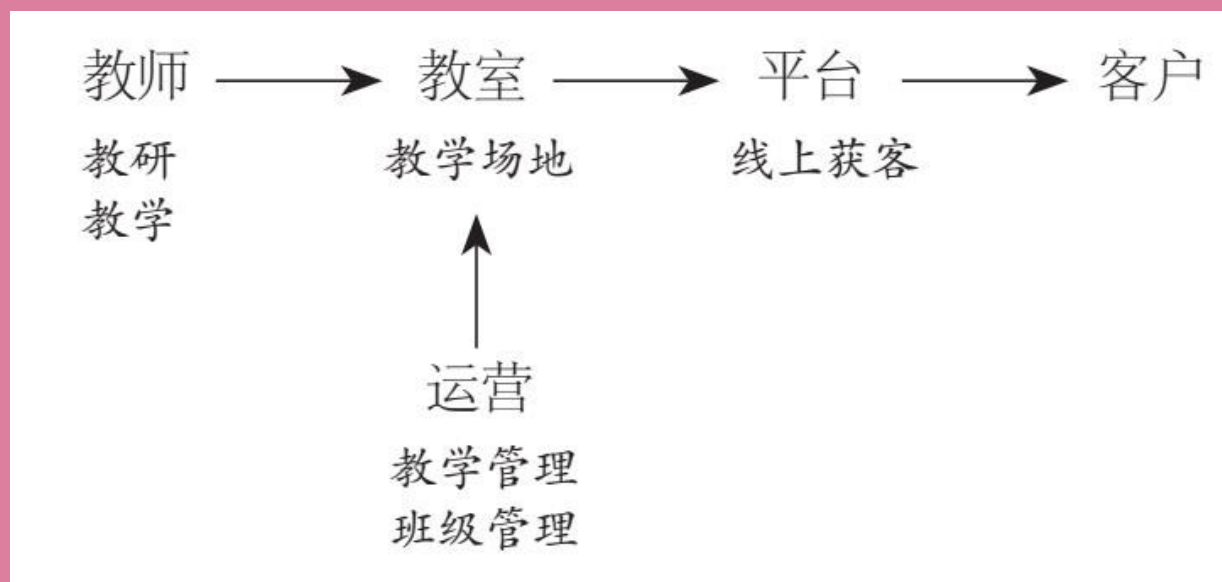 教师 教室 平台 客户
教研 教学场地 线上获客
教学
运营
教学管理
班级管理